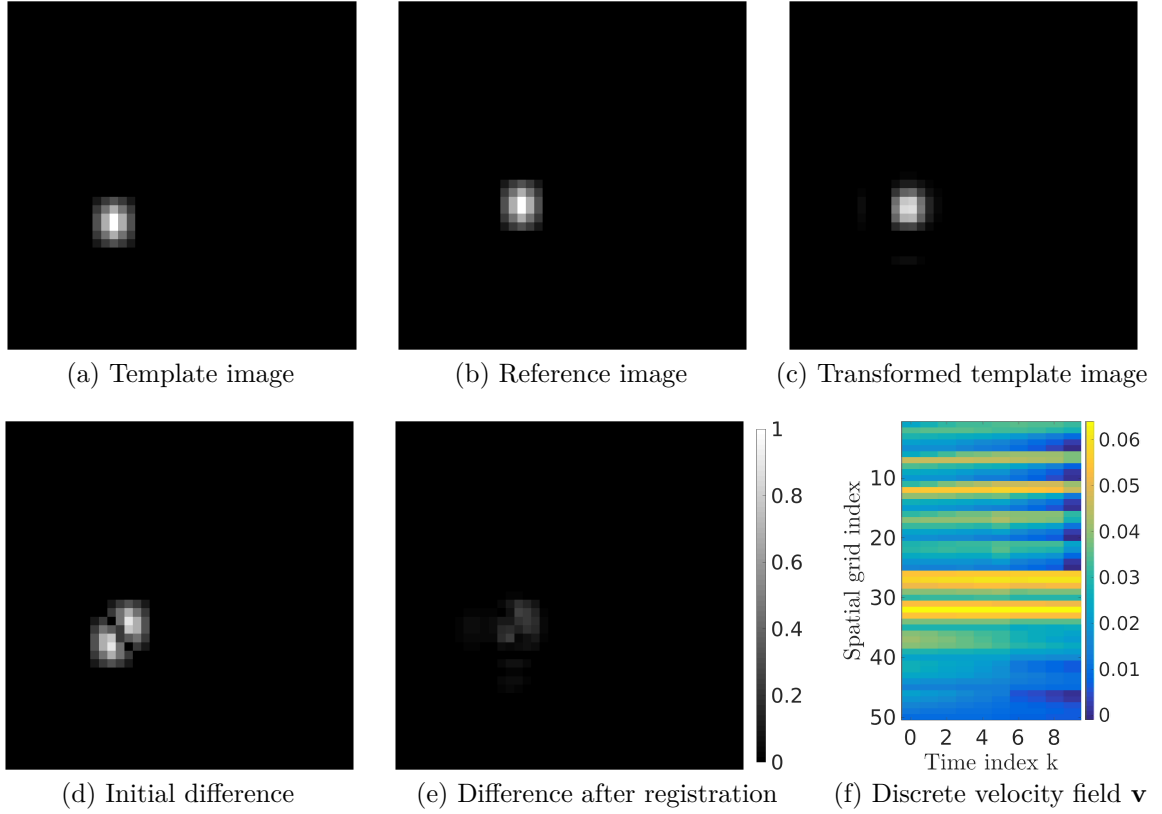 (a) Template image
(b) Reference image
(c) Transformed template image
1
0.8
0.6
0.4
0.2
0
Spatial grid index
10
20
30
40
50
0 2 4 6 8
Time index k
0.06
0.05
0.04
0.03
0.02
0.01
0
(d) Initial difference
(e) Difference after registration
(f) Discrete velocity field v